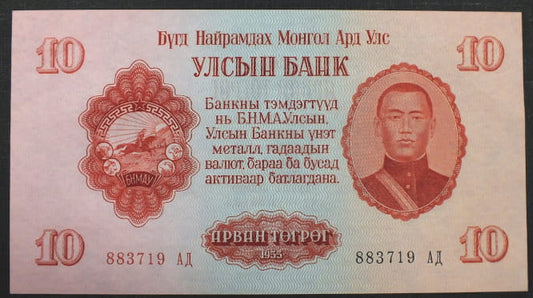 10 Бүгд Найрамдах Монгол Ард Улс 10
УЛСЫН БАНК
Банкны тэмдэгтүүд
нь Б.Н.М.А.Улсын,
Улсын Банкны үнэт
металл, гадаадын
валют, бараа ба бусад
активаар батлагдана.
БНМАУ
АРВАН ТӨГРӨГ
1955
10 883719 АД 883719 АД 10